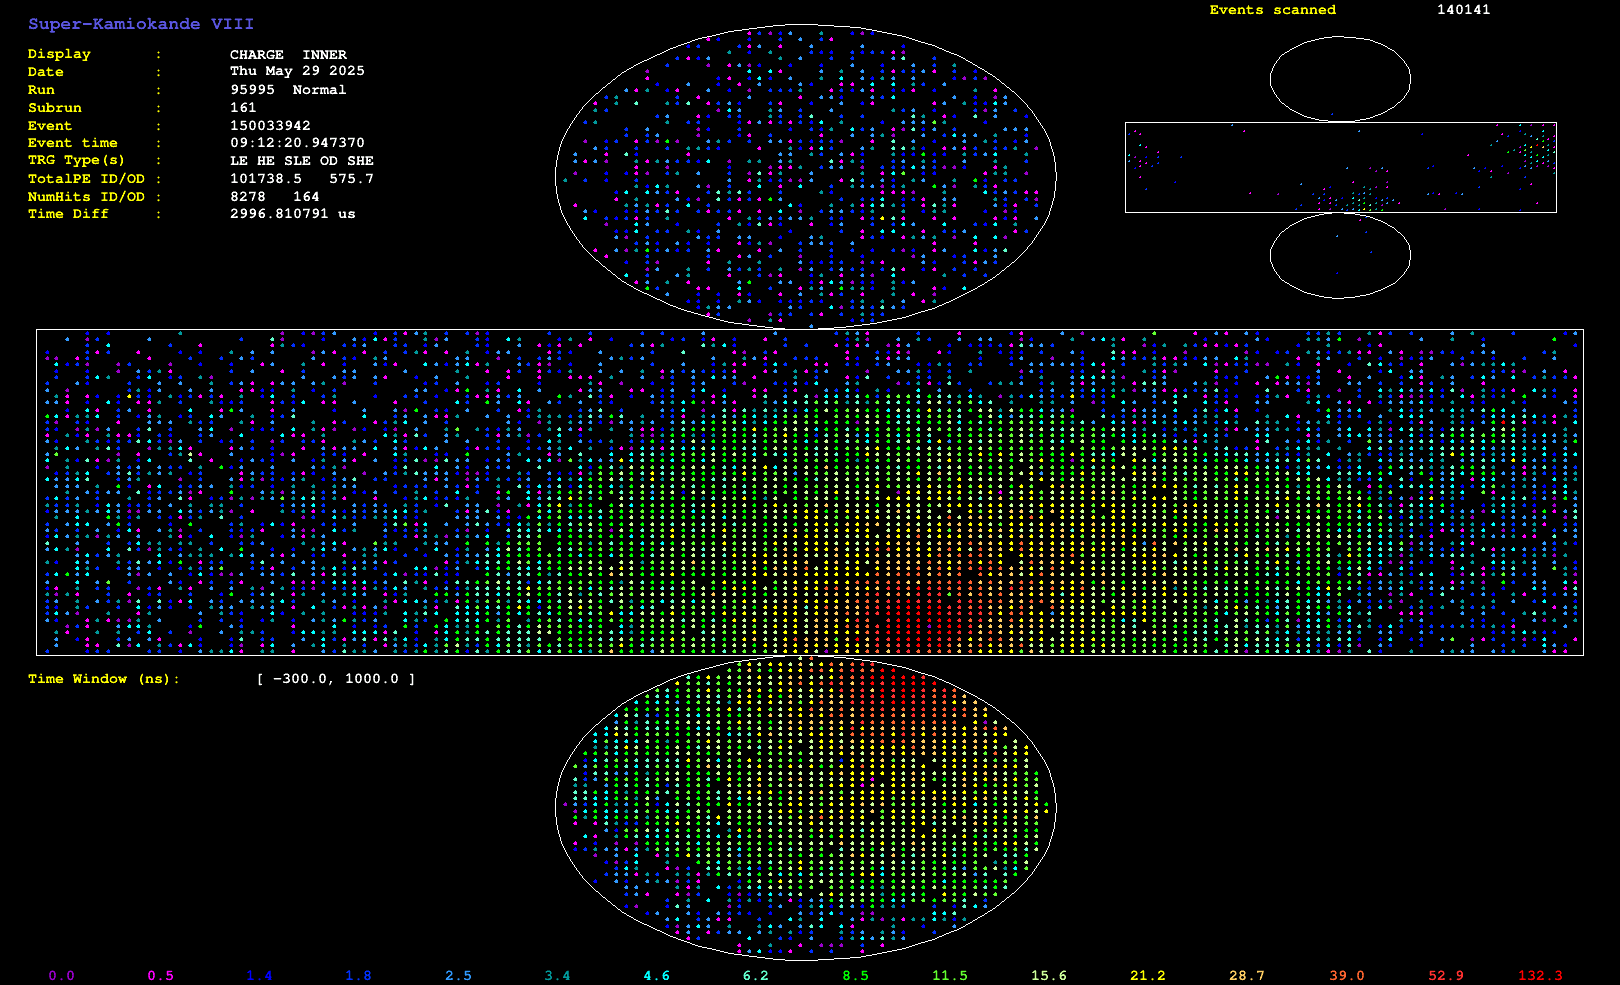 Super-Kamiokande VIII
Events scanned 140141
Display : CHARGE INNER
Date : Thu May 29 2025
Run : 95995 Normal
Subrun : 161
Event : 150033942
Event time : 09:12:20.947370
TRG Type(s) : LE HE SLE OD SHE
TotalPE ID/OD : 101738.5 575.7
NumHits ID/OD : 8278 164
Time Diff : 2996.810791 us
Time Window (ns): [ -300.0, 1000.0 ]
0.0 0.5 1.4 1.8 2.5 3.4 4.6 6.2 8.5 11.5 15.6 21.2 28.7 39.0 52.9 132.3